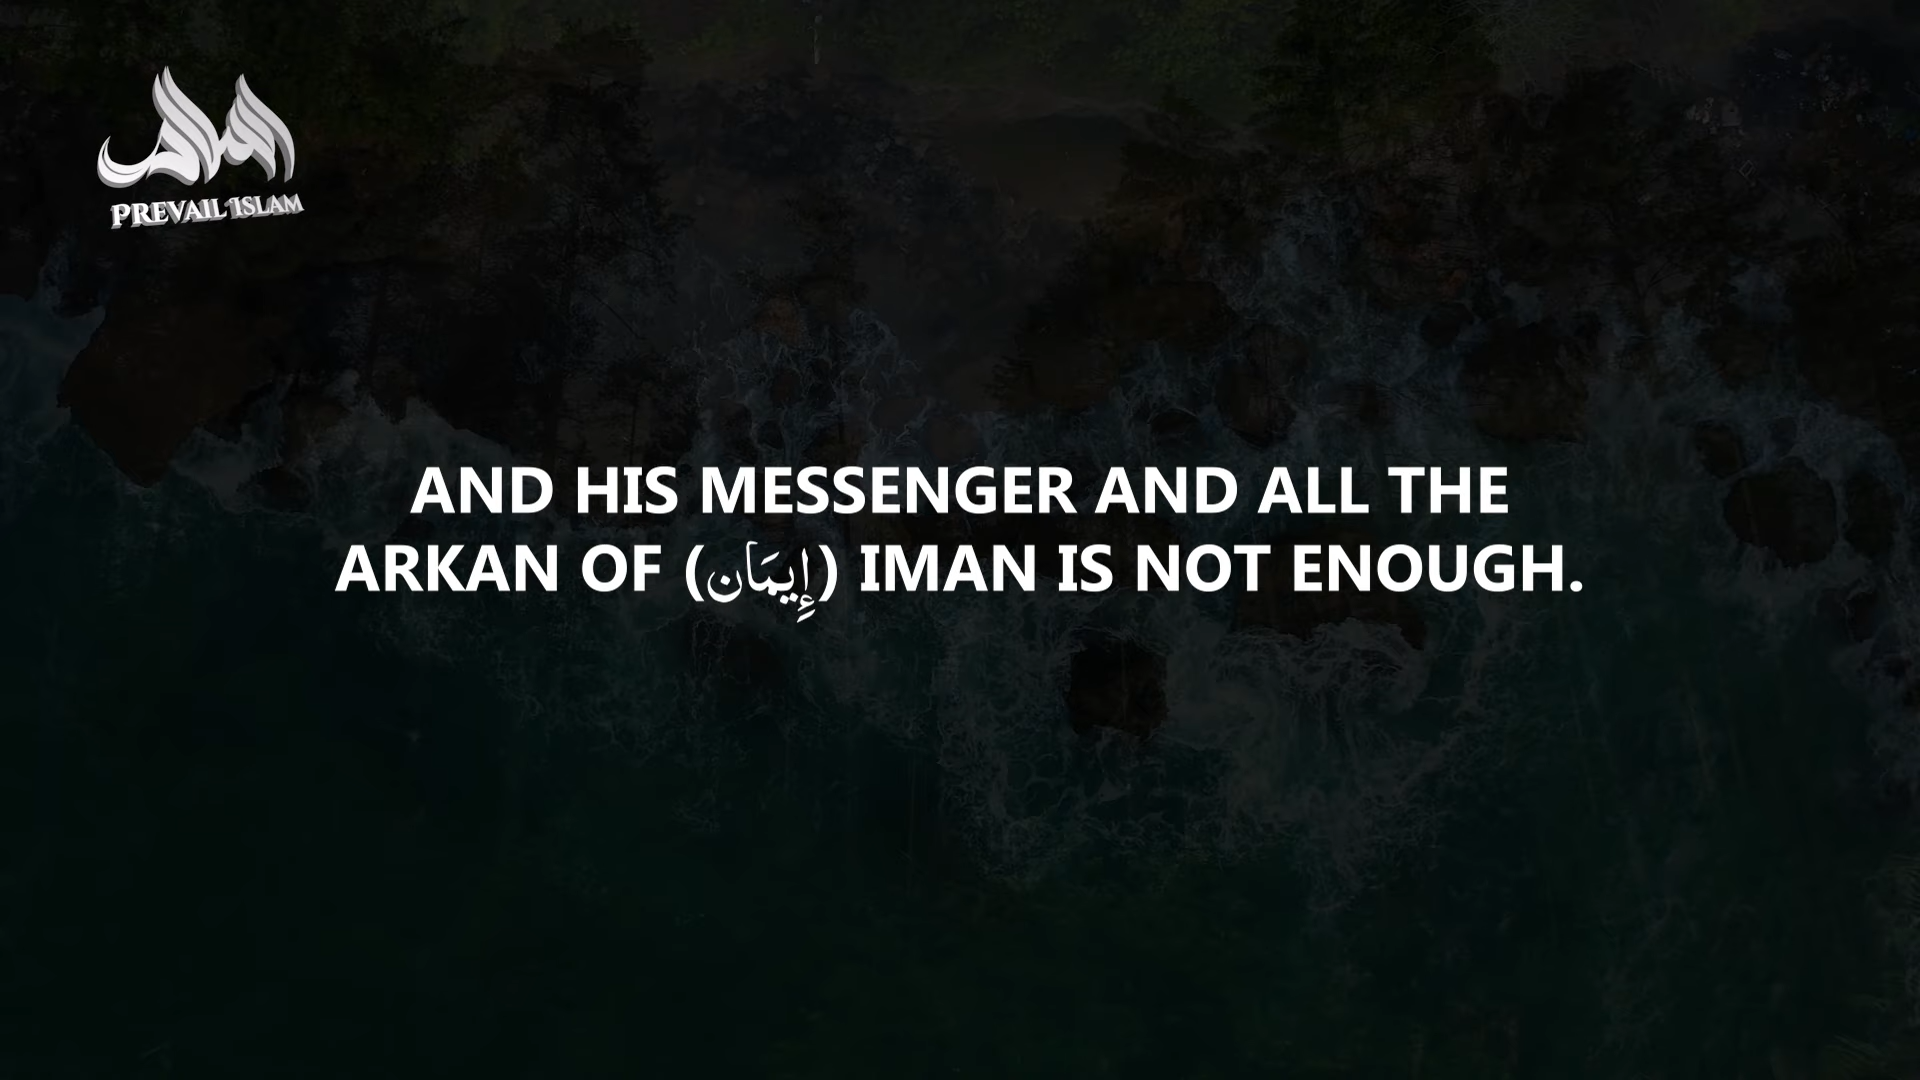 PREVAIL ISLAM
AND HIS MESSENGER AND ALL THE
ARKAN OF (إِيمَان) IMAN IS NOT ENOUGH.